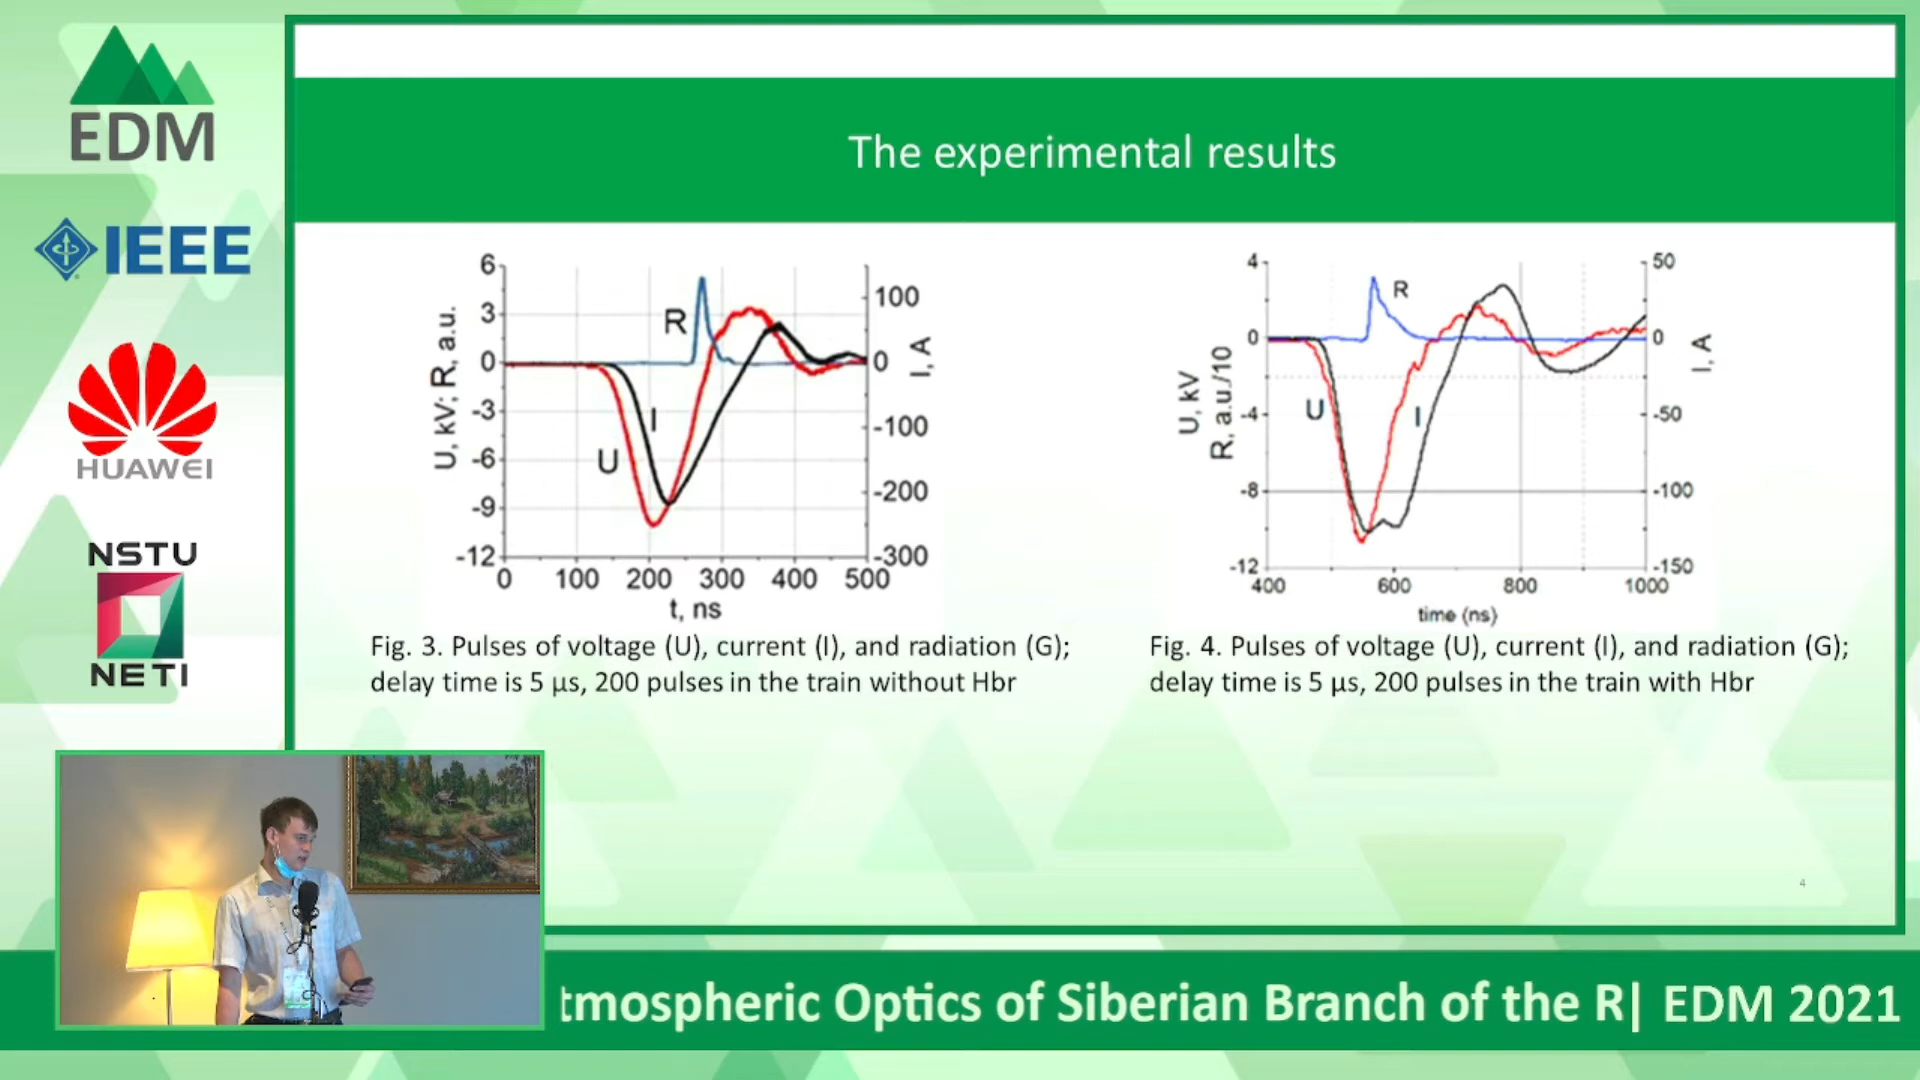 EDM
IEEE
HUAWEI
NSTU
NETI
The experimental results
6
3
0
-3
-6
-9
-12
U, kV; R, a.u.
R
I
U
100
0
-100
-200
-300
I, A
0 100 200 300 400 500
t, ns
Fig. 3. Pulses of voltage (U), current (I), and radiation (G);
delay time is 5 μs, 200 pulses in the train without Hbr
4
0
-4
-8
-12
U, kV
R, a.u./10
R
U
I
50
0
-50
-100
-150
I, A
400 600 800 1000
time (ns)
Fig. 4. Pulses of voltage (U), current (I), and radiation (G);
delay time is 5 μs, 200 pulses in the train with Hbr
4
tmospheric Optics of Siberian Branch of the R| EDM 2021